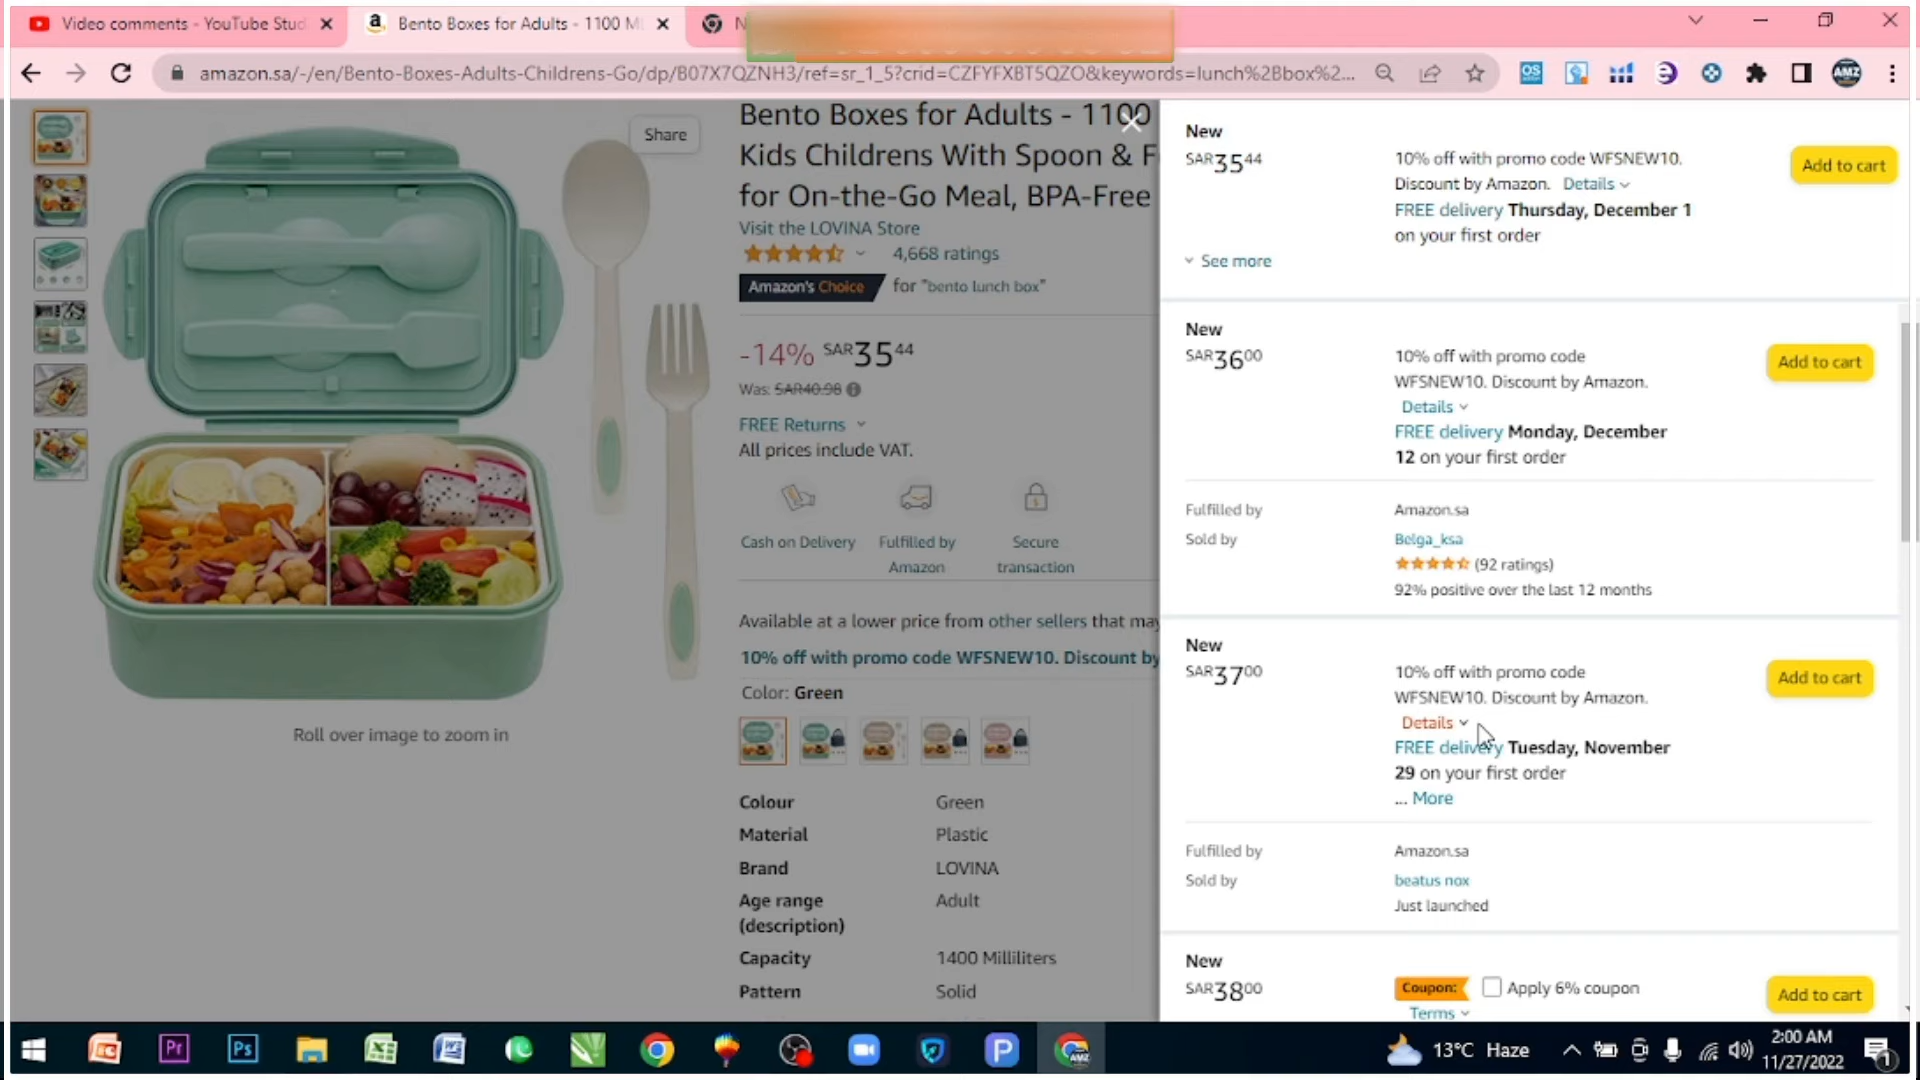 Video comments - YouTube Stud
Bento Boxes for Adults - 1100 M
N
amazon.sa/-/en/Bento-Boxes-Adults-Childrens-Go/dp/B07X7QZNH3/ref=sr_1_5?crid=CZFYFXBT5QZO&keywords=lunch%2Bbox%2...
OS
AMZ
Share
Bento Boxes for Adults - 1100
Kids Childrens With Spoon & F
for On-the-Go Meal, BPA-Free
Visit the LOVINA Store
4,668 ratings
Amazon's Choice for "bento lunch box"
-14% SAR35 44
Was: SAR40.98
FREE Returns
All prices include VAT.
Cash on Delivery
Fulfilled by Amazon
Secure transaction
Available at a lower price from other sellers that may
10% off with promo code WFSNEW10. Discount by
Color: Green
Roll over image to zoom in
Colour Green
Material Plastic
Brand LOVINA
Age range (description) Adult
Capacity 1400 Milliliters
Pattern Solid
New
SAR35 44
10% off with promo code WFSNEW10.
Discount by Amazon. Details
FREE delivery Thursday, December 1
on your first order
Add to cart
See more
New
SAR36 00
10% off with promo code
WFSNEW10. Discount by Amazon.
Details
FREE delivery Monday, December
12 on your first order
Add to cart
Fulfilled by Amazon.sa
Sold by Belga_ksa
(92 ratings)
92% positive over the last 12 months
New
SAR37 00
10% off with promo code
WFSNEW10. Discount by Amazon.
Details
FREE delivery Tuesday, November
29 on your first order
... More
Add to cart
Fulfilled by Amazon.sa
Sold by beatus nox
Just launched
New
SAR38 00
Coupon: Apply 6% coupon
Terms
Add to cart
Pr
Ps
P
AMZ
13°C Haze
2:00 AM
11/27/2022
1